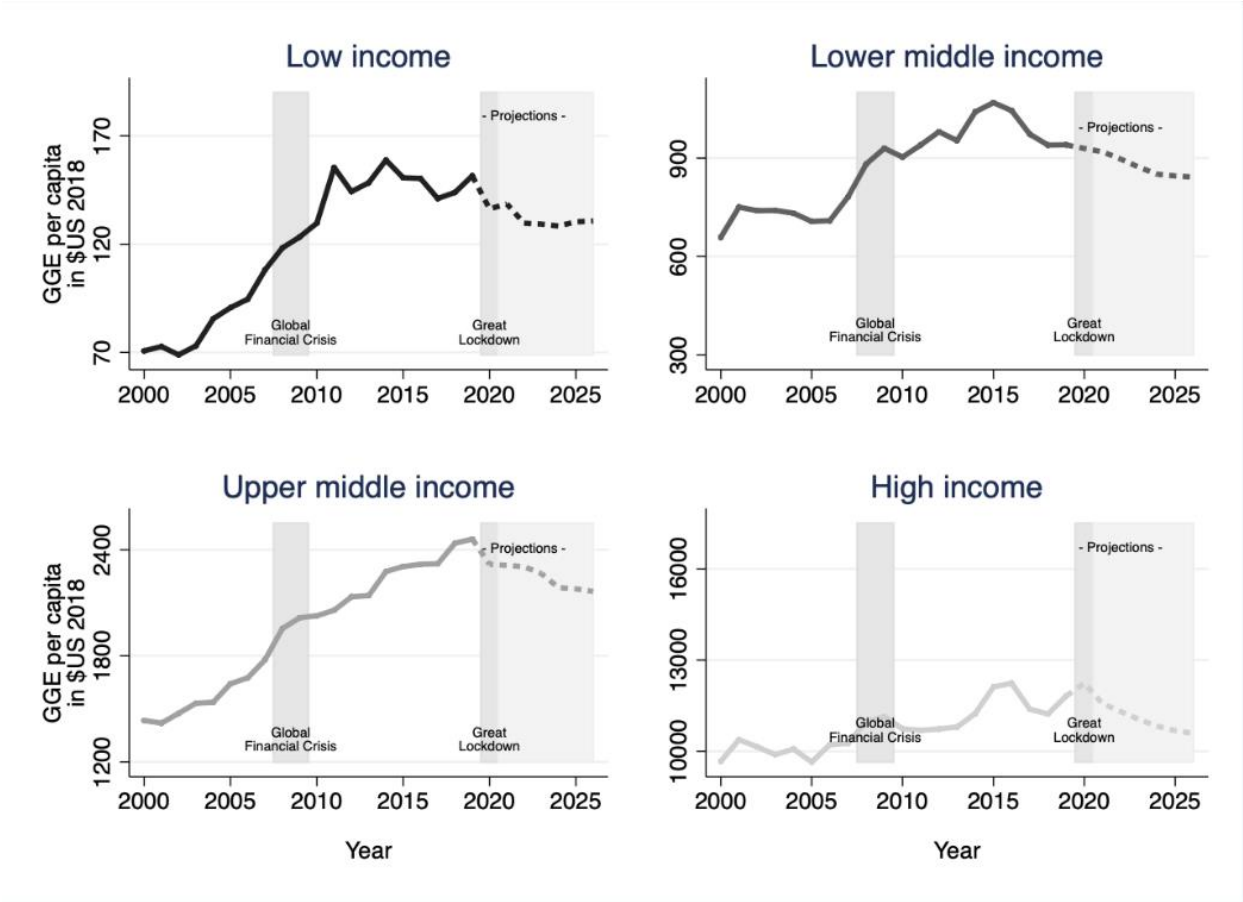 Low income
GGE per capita
in $US 2018
170
120
70
- Projections -
Global
Financial Crisis
Great
Lockdown
2000 2005 2010 2015 2020 2025
Lower middle income
900
600
300
- Projections -
Global
Financial Crisis
Great
Lockdown
2000 2005 2010 2015 2020 2025
Upper middle income
GGE per capita
in $US 2018
2400
1800
1200
- Projections -
Global
Financial Crisis
Great
Lockdown
2000 2005 2010 2015 2020 2025
Year
High income
16000
13000
10000
- Projections -
Global
Financial Crisis
Great
Lockdown
2000 2005 2010 2015 2020 2025
Year